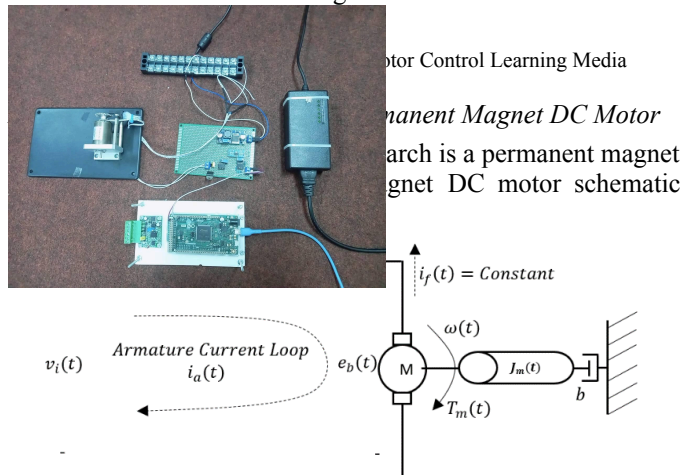 otor Control Learning Media
nanent Magnet DC Motor
arch is a permanent magnet
gnet DC motor schematic
i_f(t) = Constant
ω(t)
v_i(t)
Armature Current Loop
i_a(t)
e_b(t)
M
J_m(t)
b
T_m(t)
-
-